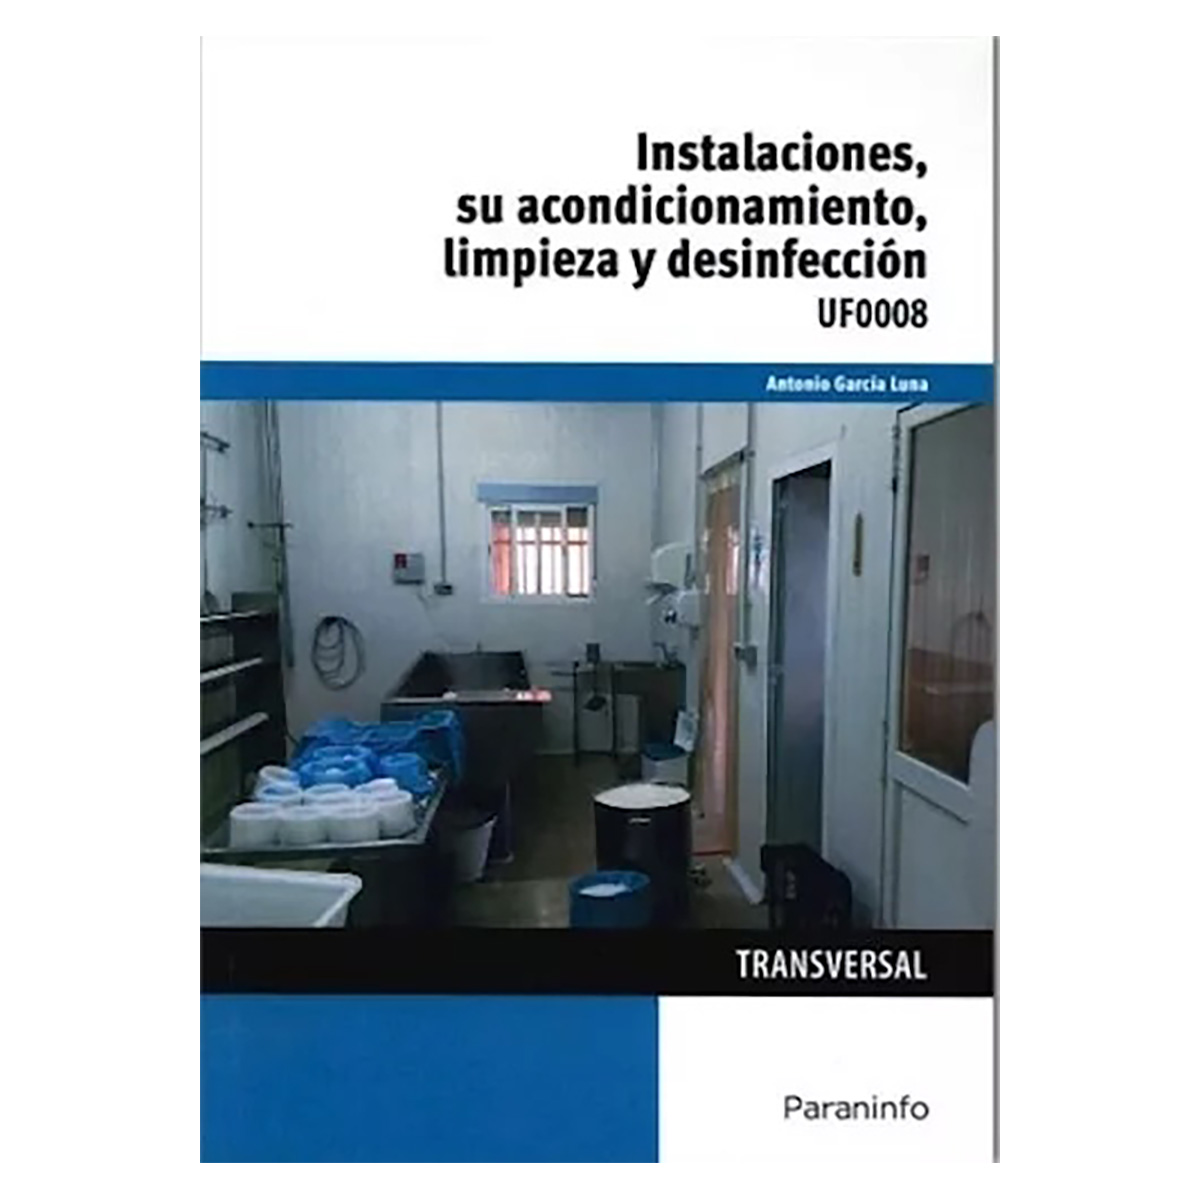 Instalaciones,
su acondicionamiento,
limpieza y desinfección
UF0008
Antonio García Luna
TRANSVERSAL
Paraninfo